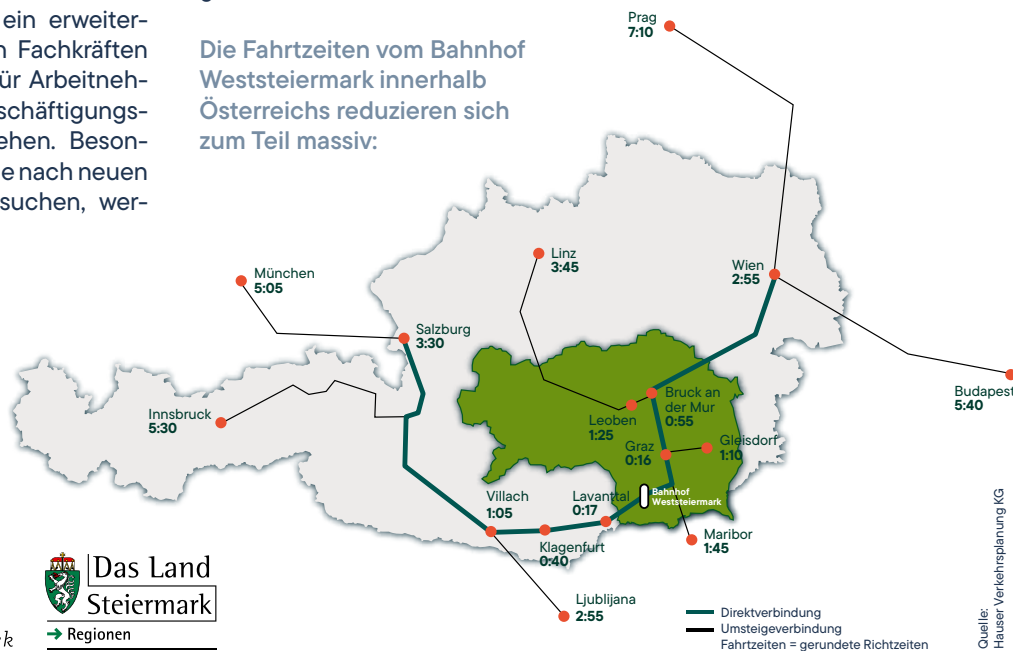 ein erweiter-
Fachkräften
ür Arbeitneh-
schäftigungs-
ehen. Beson-
e nach neuen
suchen, wer-
Die Fahrtzeiten vom Bahnhof
Weststeiermark innerhalb
Österreichs reduzieren sich
zum Teil massiv:
Prag
7:10
Linz
3:45
Wien
2:55
München
5:05
Salzburg
3:30
Budapest
5:40
Innsbruck
5:30
Bruck an
der Mur
0:55
Leoben
1:25
Graz
0:16
Gleisdorf
1:10
Villach
1:05
Lavanttal
0:17
Bahnhof
Weststeiermark
Klagenfurt
0:40
Maribor
1:45
Ljublijana
2:55
Das Land
Steiermark
→ Regionen
Direktverbindung
Umsteigeverbindung
Fahrtzeiten = gerundete Richtzeiten
Quelle:
Hauser Verkehrsplanung KG